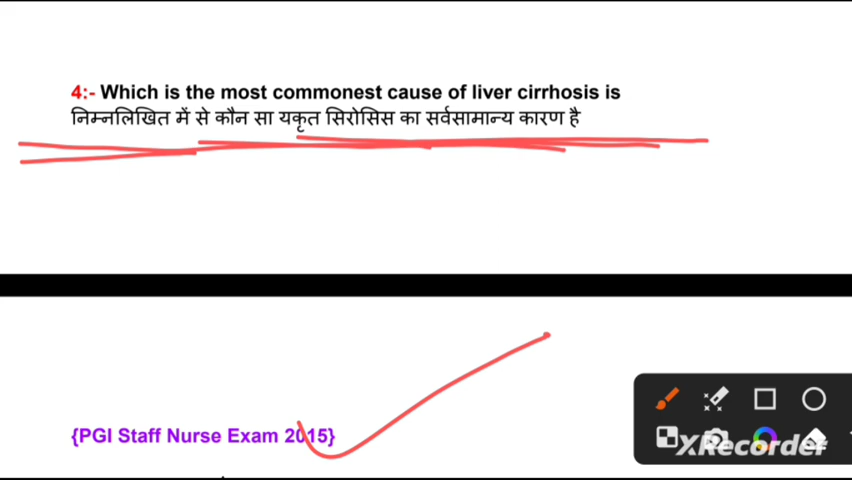 4:- Which is the most commonest cause of liver cirrhosis is
निम्नलिखित में से कौन सा यकृत सिरोसिस का सर्वसामान्य कारण है
{PGI Staff Nurse Exam 2015}
XRecorder